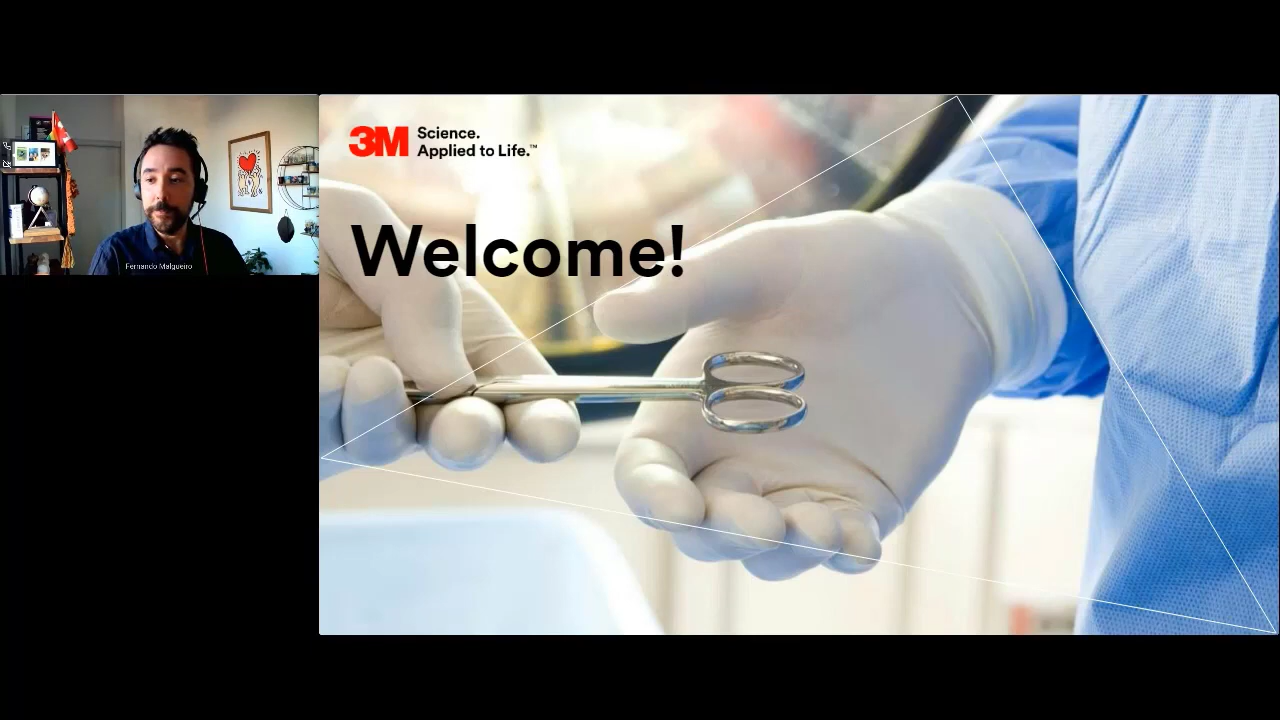 Fernando Malgueiro
3M
Science.
Applied to Life.™
Welcome!